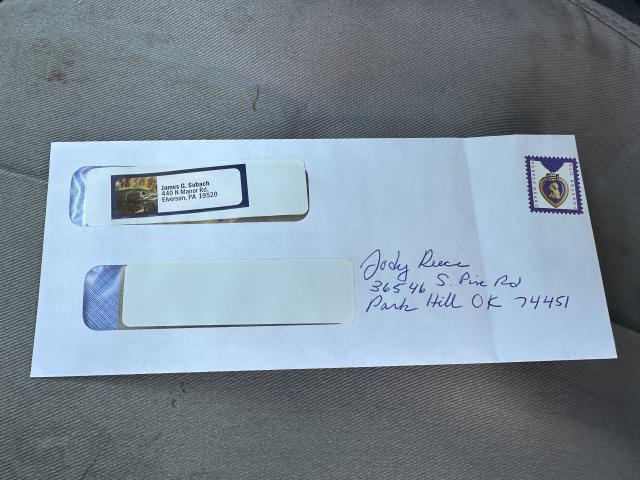 James G. Subach
440 N Manor Rd,
Elverson, PA 19520
Jody Reece
36546 S. Pine Rd
Park Hill OK 74451